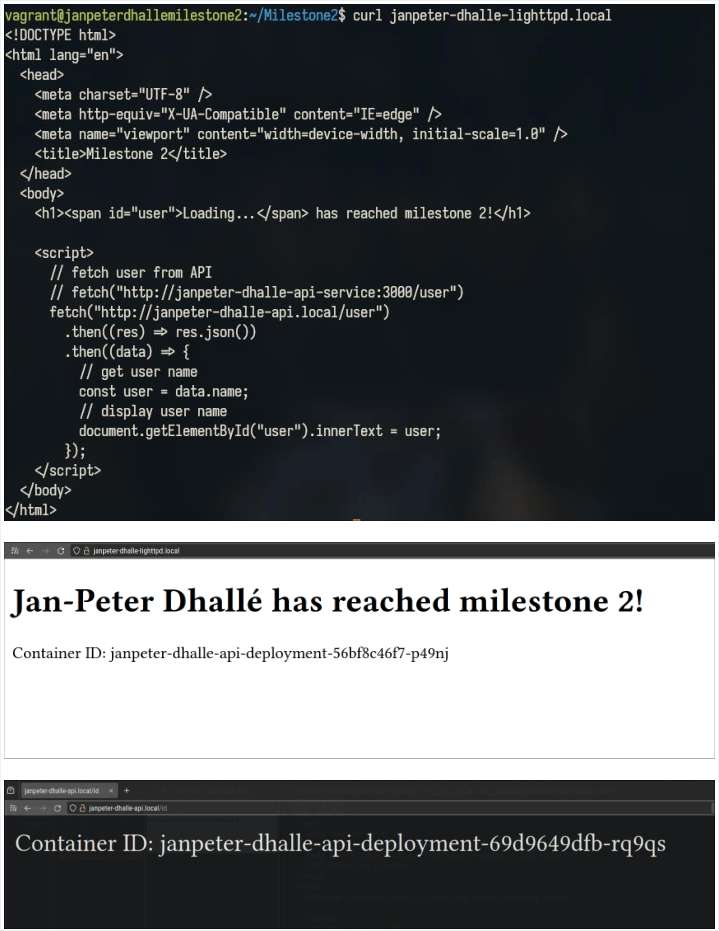 vagrant@janpeterdhallemilestone2:~/Milestone2$ curl janpeter-dhalle-lighttpd.local
<!DOCTYPE html>
<html lang="en">
  <head>
    <meta charset="UTF-8" />
    <meta http-equiv="X-UA-Compatible" content="IE=edge" />
    <meta name="viewport" content="width=device-width, initial-scale=1.0" />
    <title>Milestone 2</title>
  </head>
  <body>
    <h1><span id="user">Loading...</span> has reached milestone 2!</h1>

    <script>
      // fetch user from API
      // fetch("http://janpeter-dhalle-api-service:3000/user")
      fetch("http://janpeter-dhalle-api.local/user")
        .then((res) => res.json())
        .then((data) => {
          // get user name
          const user = data.name;
          // display user name
          document.getElementById("user").innerText = user;
        });
    </script>
  </body>
</html>
janpeter-dhalle-lighttpd.local
Jan-Peter Dhallé has reached milestone 2!
Container ID: janpeter-dhalle-api-deployment-56bf8c46f7-p49nj
janpeter-dhalle-api.local/id
janpeter-dhalle-api.local/id
Container ID: janpeter-dhalle-api-deployment-69d9649dfb-rq9qs